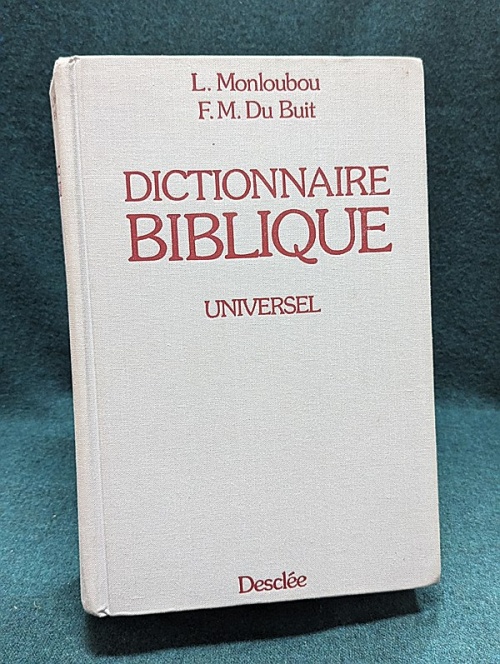 L. Monloubou
F. M. Du Buit
DICTIONNAIRE
BIBLIQUE
UNIVERSEL
Desclée